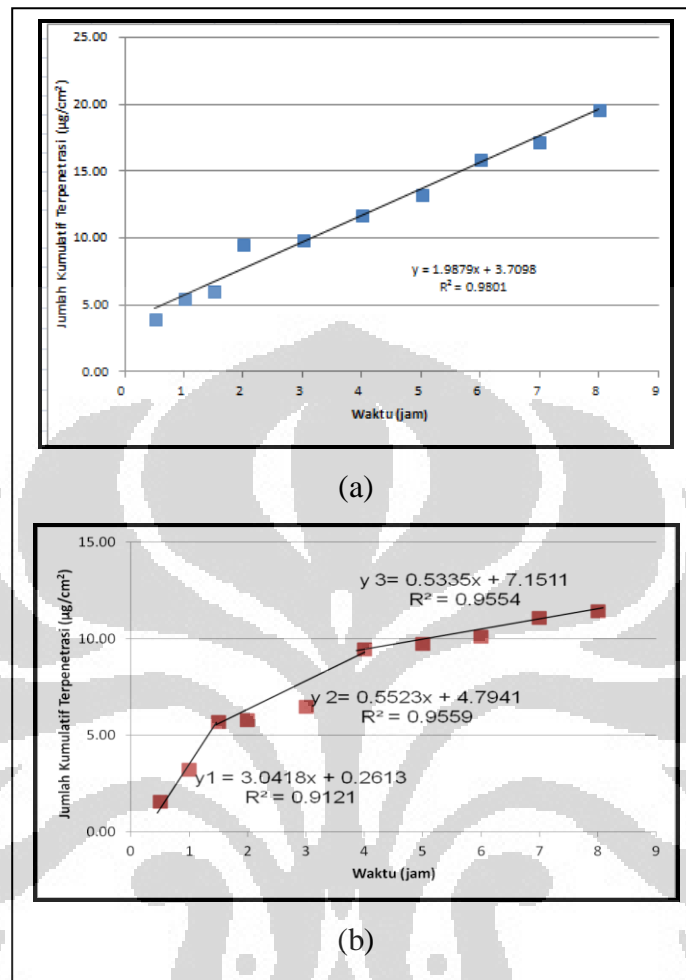 (a)
25.00
20.00
15.00
10.00
5.00
0.00
Jumlah Kumulatif Terpenetrasi (µg/cm²)
y = 1.9879x + 3.7098
R² = 0.9801
0 1 2 3 4 5 6 7 8 9
Waktu (jam)
(a)
15.00
10.00
5.00
0.00
Jumlah Kumulatif Terpenetrasi (µg/cm²)
y 3= 0.5335x + 7.1511
R² = 0.9554
y 2= 0.5523x + 4.7941
R² = 0.9559
y1 = 3.0418x + 0.2613
R² = 0.9121
0 1 2 3 4 5 6 7 8 9
Waktu (jam)
(b)